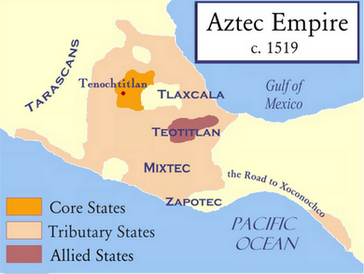 Aztec Empire
c. 1519
TARASCANS
Tenochtitlan
TLAXCALA
Gulf of
Mexico
TEOTITLAN
MIXTEC
the Road to Xoconochco
ZAPOTEC
Core States
Tributary States
Allied States
PACIFIC
OCEAN